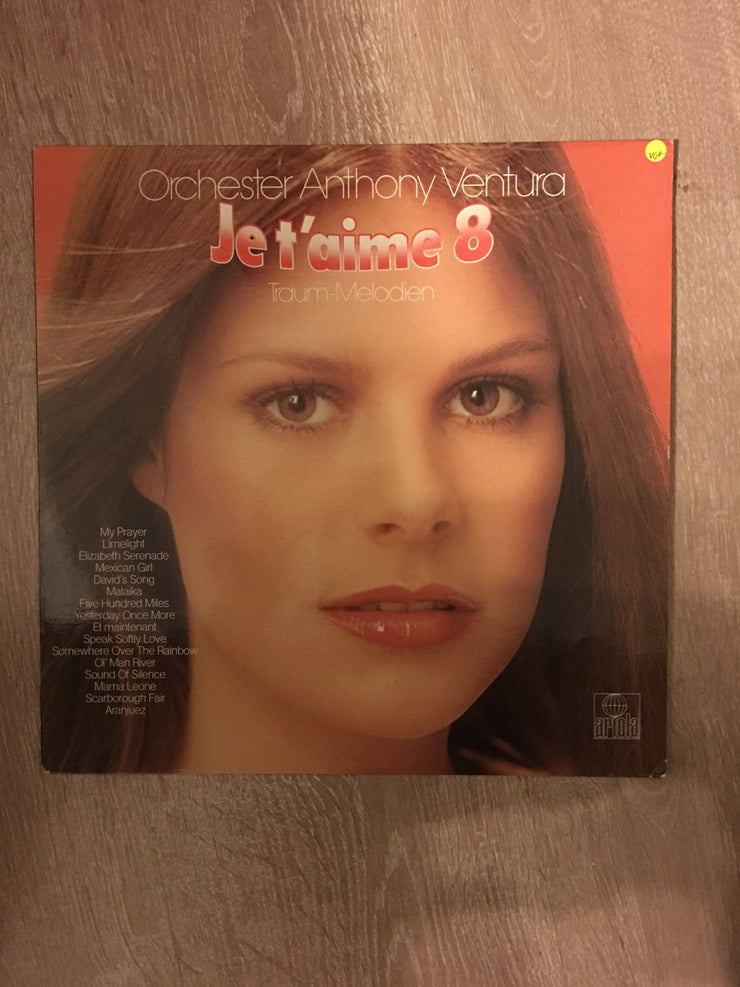 VG+
Orchester Anthony Ventura
Je t'aime 8
Traum-Melodien
My Prayer
Limelight
Elizabeth Serenade
Mexican Girl
David's Song
Malaika
Five Hundred Miles
Yesterday Once More
Et maintenant
Speak Softly Love
Somewhere Over The Rainbow
Ol' Man River
Sound Of Silence
Mama Leone
Scarborough Fair
Aranjuez
ariola